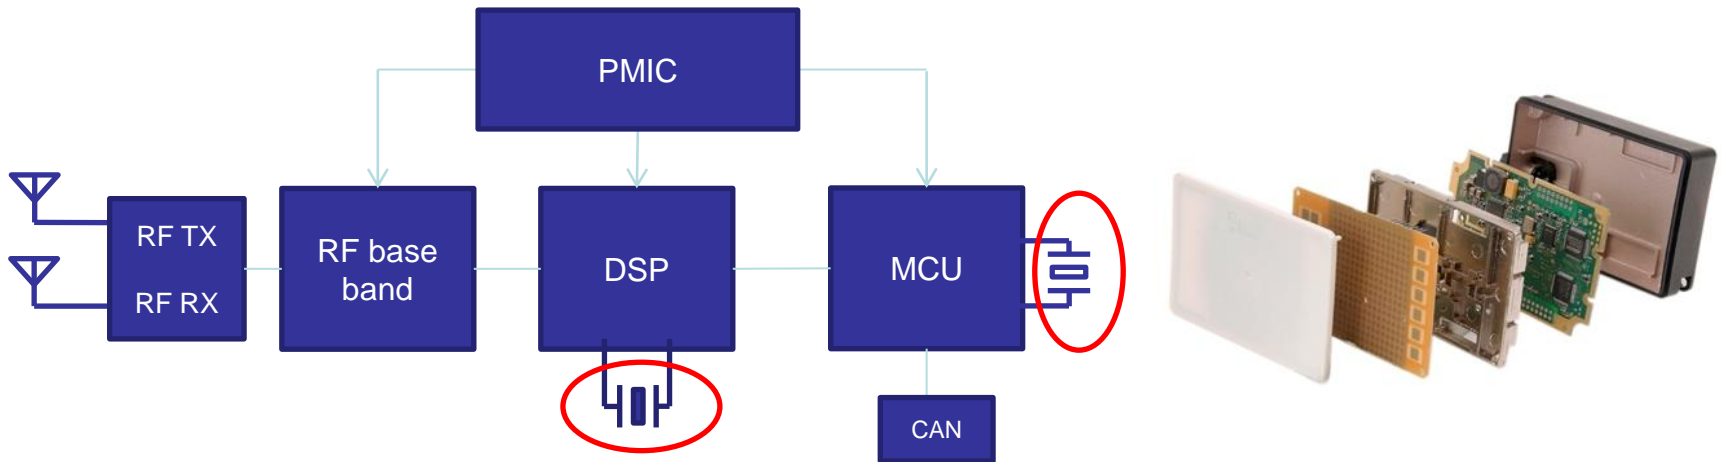 PMIC
RF TX
RF RX
RF base
band
DSP
MCU
CAN